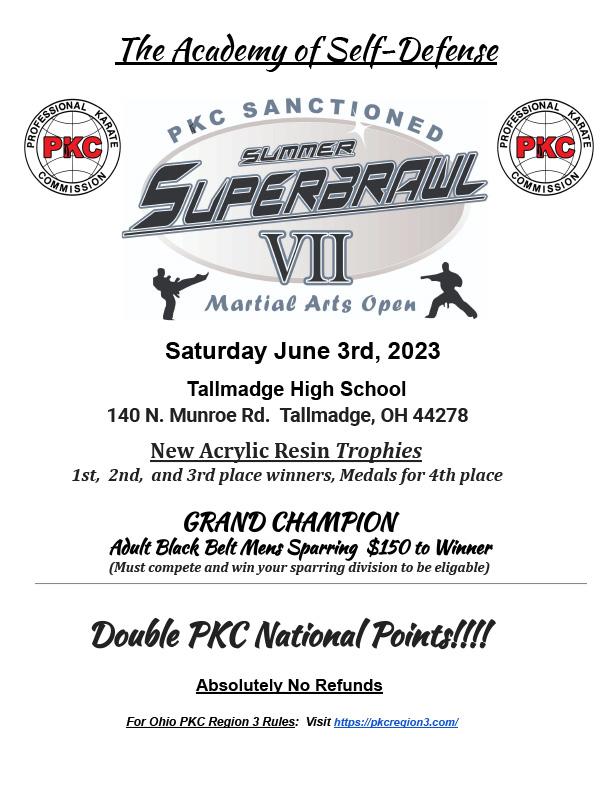 The Academy of Self-Defense
PROFESSIONAL KARATE
PKC
COMMISSION
PKC SANCTIONED
SUMMER
SUPERBRAWL
VII
Martial Arts Open
PROFESSIONAL KARATE
PKC
COMMISSION
Saturday June 3rd, 2023
Tallmadge High School
140 N. Munroe Rd.  Tallmadge, OH 44278
New Acrylic Resin Trophies
1st,  2nd,  and 3rd place winners, Medals for 4th place
GRAND CHAMPION
Adult Black Belt Mens Sparring  $150 to Winner
(Must compete and win your sparring division to be eligable)
Double PKC National Points!!!!
Absolutely No Refunds
For Ohio PKC Region 3 Rules:  Visit https://pkcregion3.com/